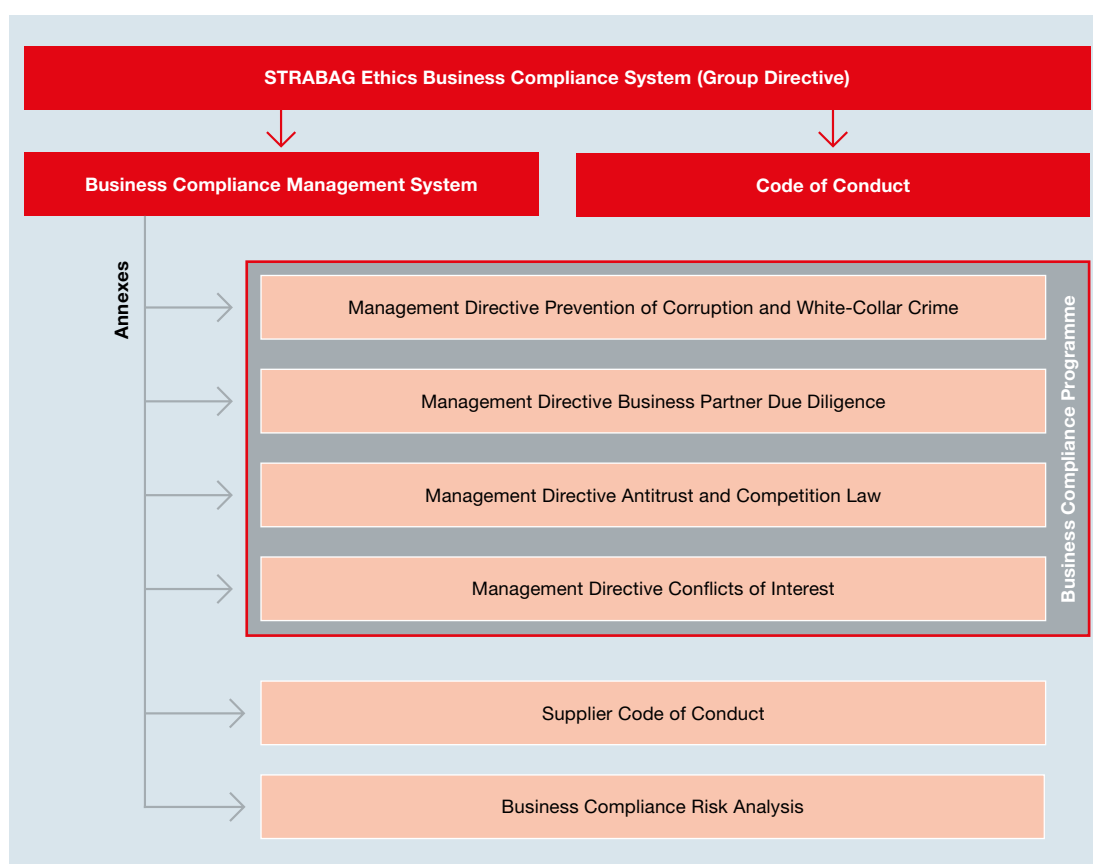 STRABAG Ethics Business Compliance System (Group Directive)
Business Compliance Management System
Code of Conduct
Annexes
Management Directive Prevention of Corruption and White-Collar Crime
Management Directive Business Partner Due Diligence
Management Directive Antitrust and Competition Law
Management Directive Conflicts of Interest
Business Compliance Programme
Supplier Code of Conduct
Business Compliance Risk Analysis